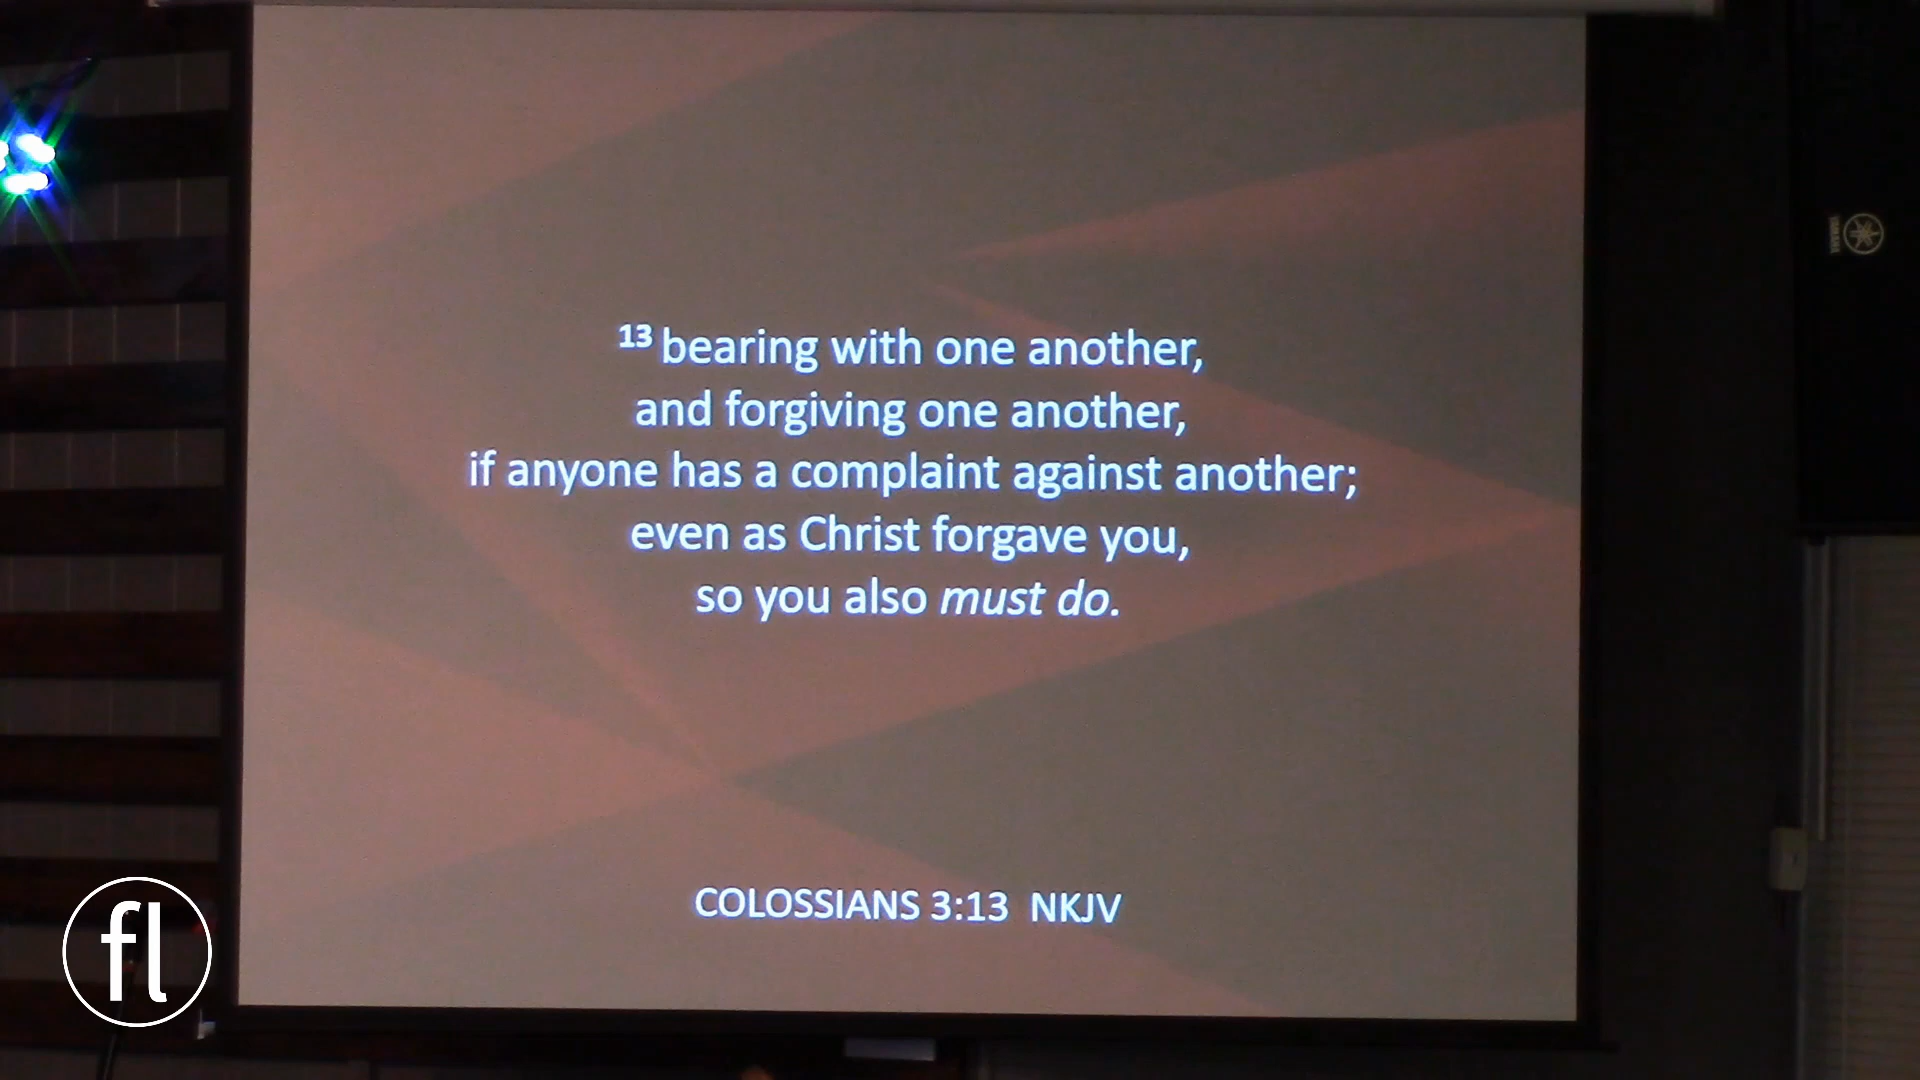 13 bearing with one another,
and forgiving one another,
if anyone has a complaint against another;
even as Christ forgave you,
so you also must do.
COLOSSIANS 3:13 NKJV
fl
YAMAHA